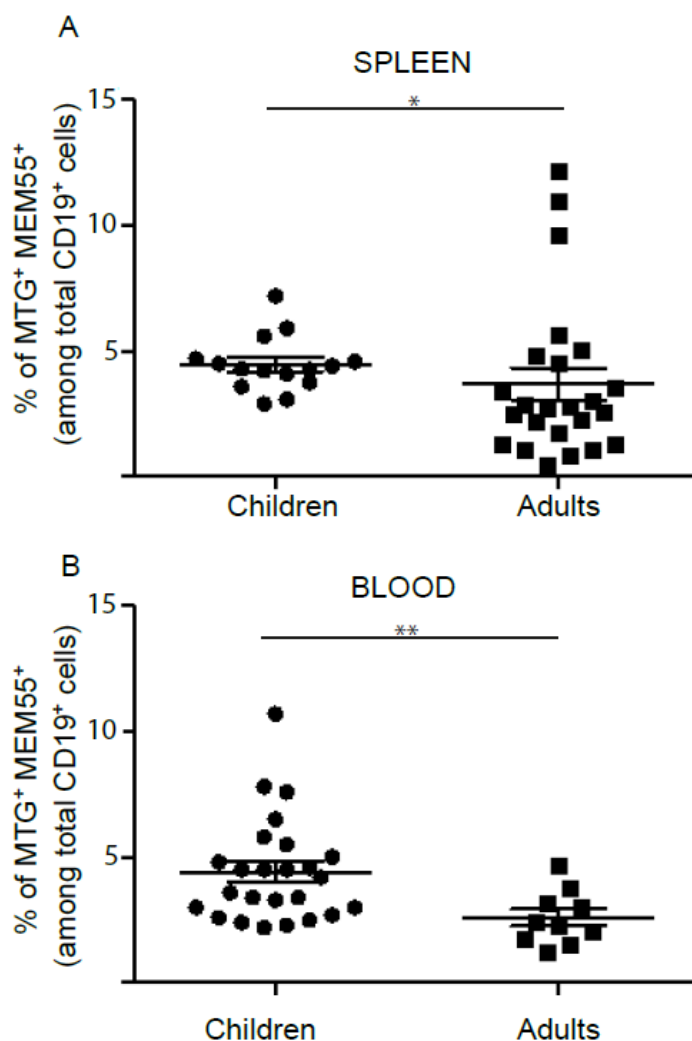 A
SPLEEN
*
15
10
5
% of MTG⁺ MEM55⁺
(among total CD19⁺ cells)
Children Adults
B
BLOOD
**
15
10
5
% of MTG⁺ MEM55⁺
(among total CD19⁺ cells)
Children Adults